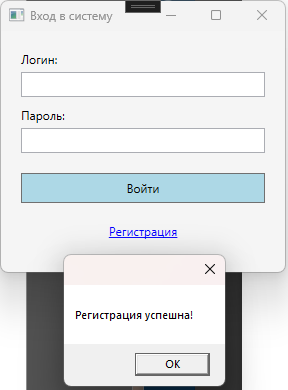 Вход в систему
Логин:
Пароль:
Войти
Регистрация
Регистрация успешна!
OK